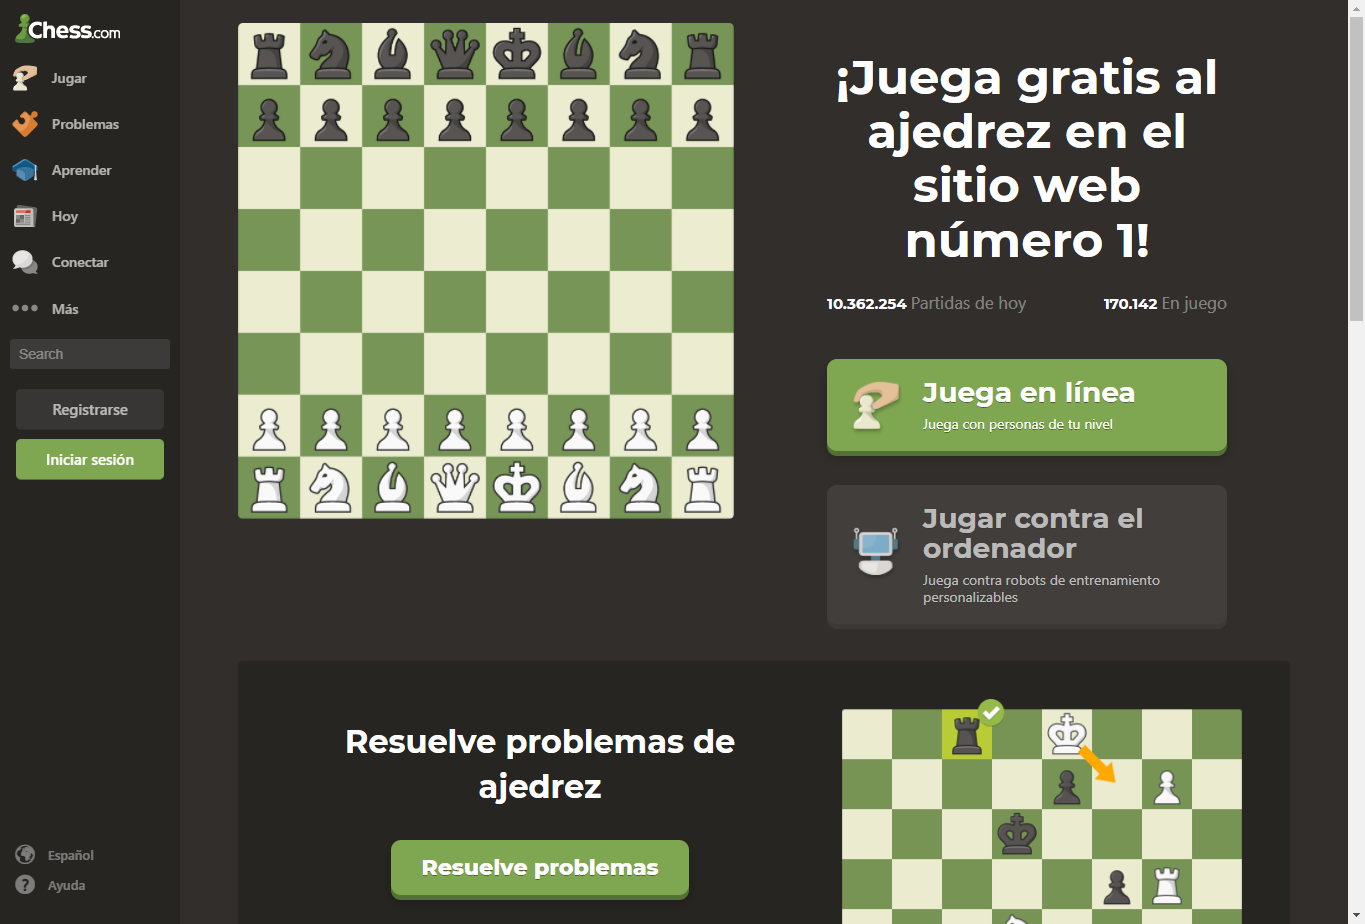 Chess.com
Jugar
Problemas
Aprender
Hoy
Conectar
Más
Search
Registrarse
Iniciar sesión
Español
Ayuda
¡Juega gratis al
ajedrez en el
sitio web
número 1!
10.362.254 Partidas de hoy
170.142 En juego
Juega en línea
Juega con personas de tu nivel
Jugar contra el
ordenador
Juega contra robots de entrenamiento
personalizables
Resuelve problemas de
ajedrez
Resuelve problemas